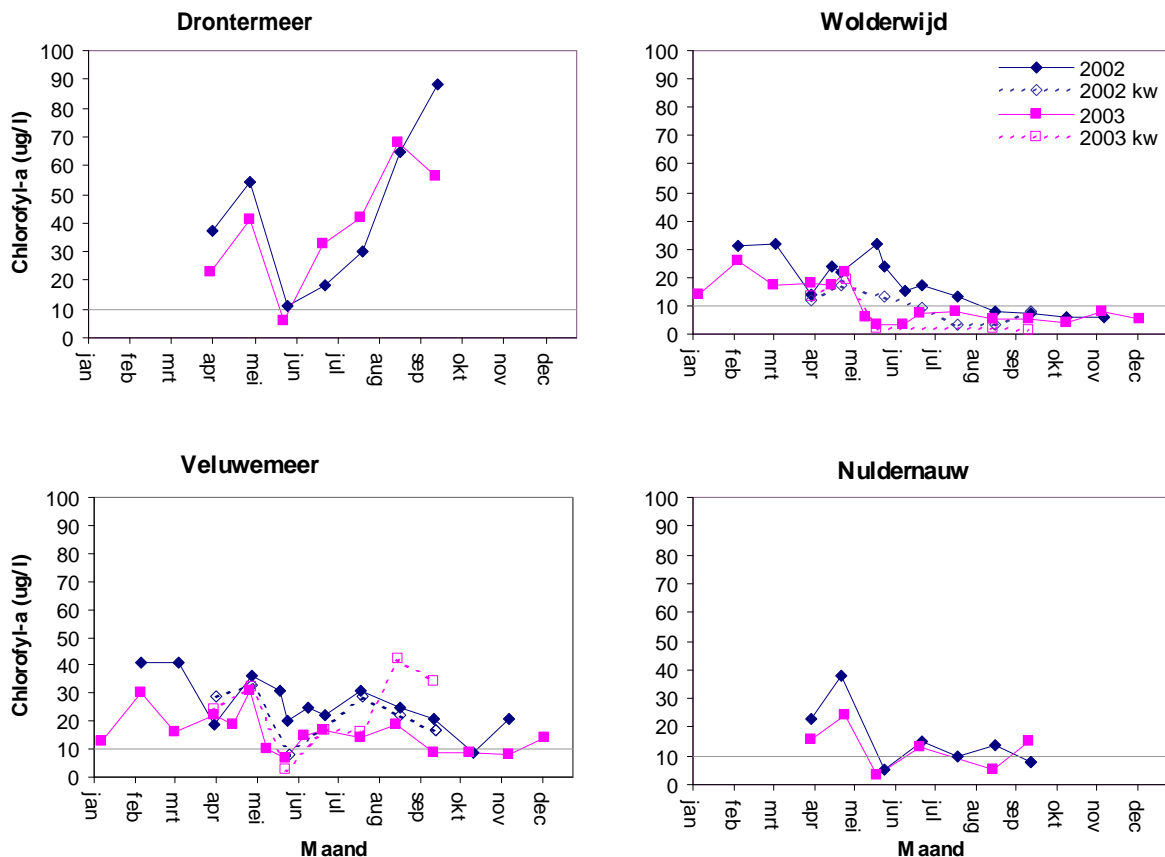 Drontermeer
Chlorofyl-a (ug/l)
100
90
80
70
60
50
40
30
20
10
0
jan
feb
mrt
apr
mei
jun
jul
aug
sep
okt
nov
dec
Wolderwijd
100
90
80
70
60
50
40
30
20
10
0
2002
2002 kw
2003
2003 kw
jan
feb
mrt
apr
mei
jun
jul
aug
sep
okt
nov
dec
Veluwemeer
Chlorofyl-a (ug/l)
100
90
80
70
60
50
40
30
20
10
0
jan
feb
mrt
apr
mei
jun
jul
aug
sep
okt
nov
dec
Maand
Nuldernauw
100
90
80
70
60
50
40
30
20
10
0
jan
feb
mrt
apr
mei
jun
jul
aug
sep
okt
nov
dec
Maand